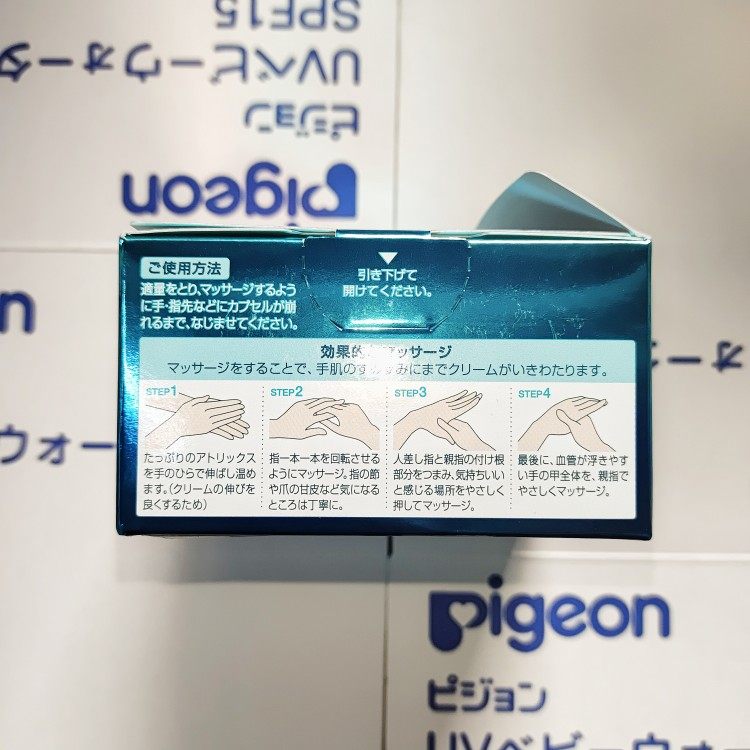 SPF15
UVベビーウォータ
ピジョン
pigeon
ご使用方法
適量をとり、マッサージするよう
に手・指先などにカプセルが崩
れるまで、なじませてください。
引き下げて
開けてください。
効果的 マッサージ
マッサージをすることで、手肌のすみずみにまでクリームがいきわたります。
STEP1
たっぷりのアトリックス
を手のひらで伸ばし温め
ます。(クリームの伸びを
良くするため)
STEP2
指一本一本を回転させる
ようにマッサージ。指の節
や爪の甘皮など気になる
ところは丁寧に。
STEP3
人差し指と親指の付け根
部分をつまみ、気持ちいい
と感じる場所をやさしく
押してマッサージ。
STEP4
最後に、血管が浮きやす
い手の甲全体を、親指で
やさしくマッサージ。
on
ウォー
ーォ
pigeon
ピジョン
UVベビーウォ